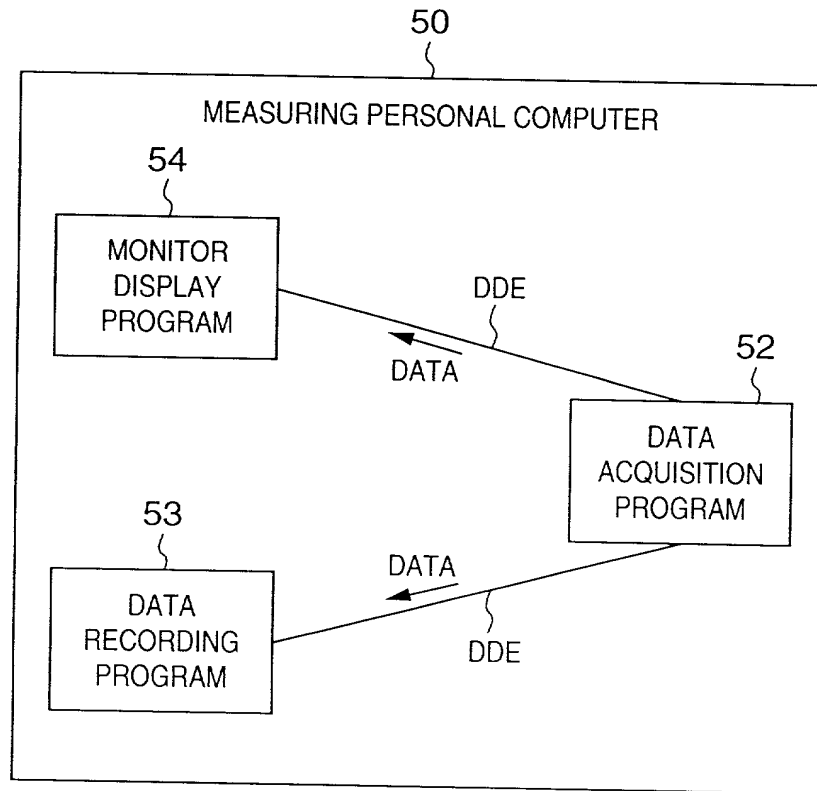 50
MEASURING PERSONAL COMPUTER
54
MONITOR
DISPLAY
PROGRAM
DDE
DATA
52
DATA
ACQUISITION
PROGRAM
53
DATA
RECORDING
PROGRAM
DATA
DDE